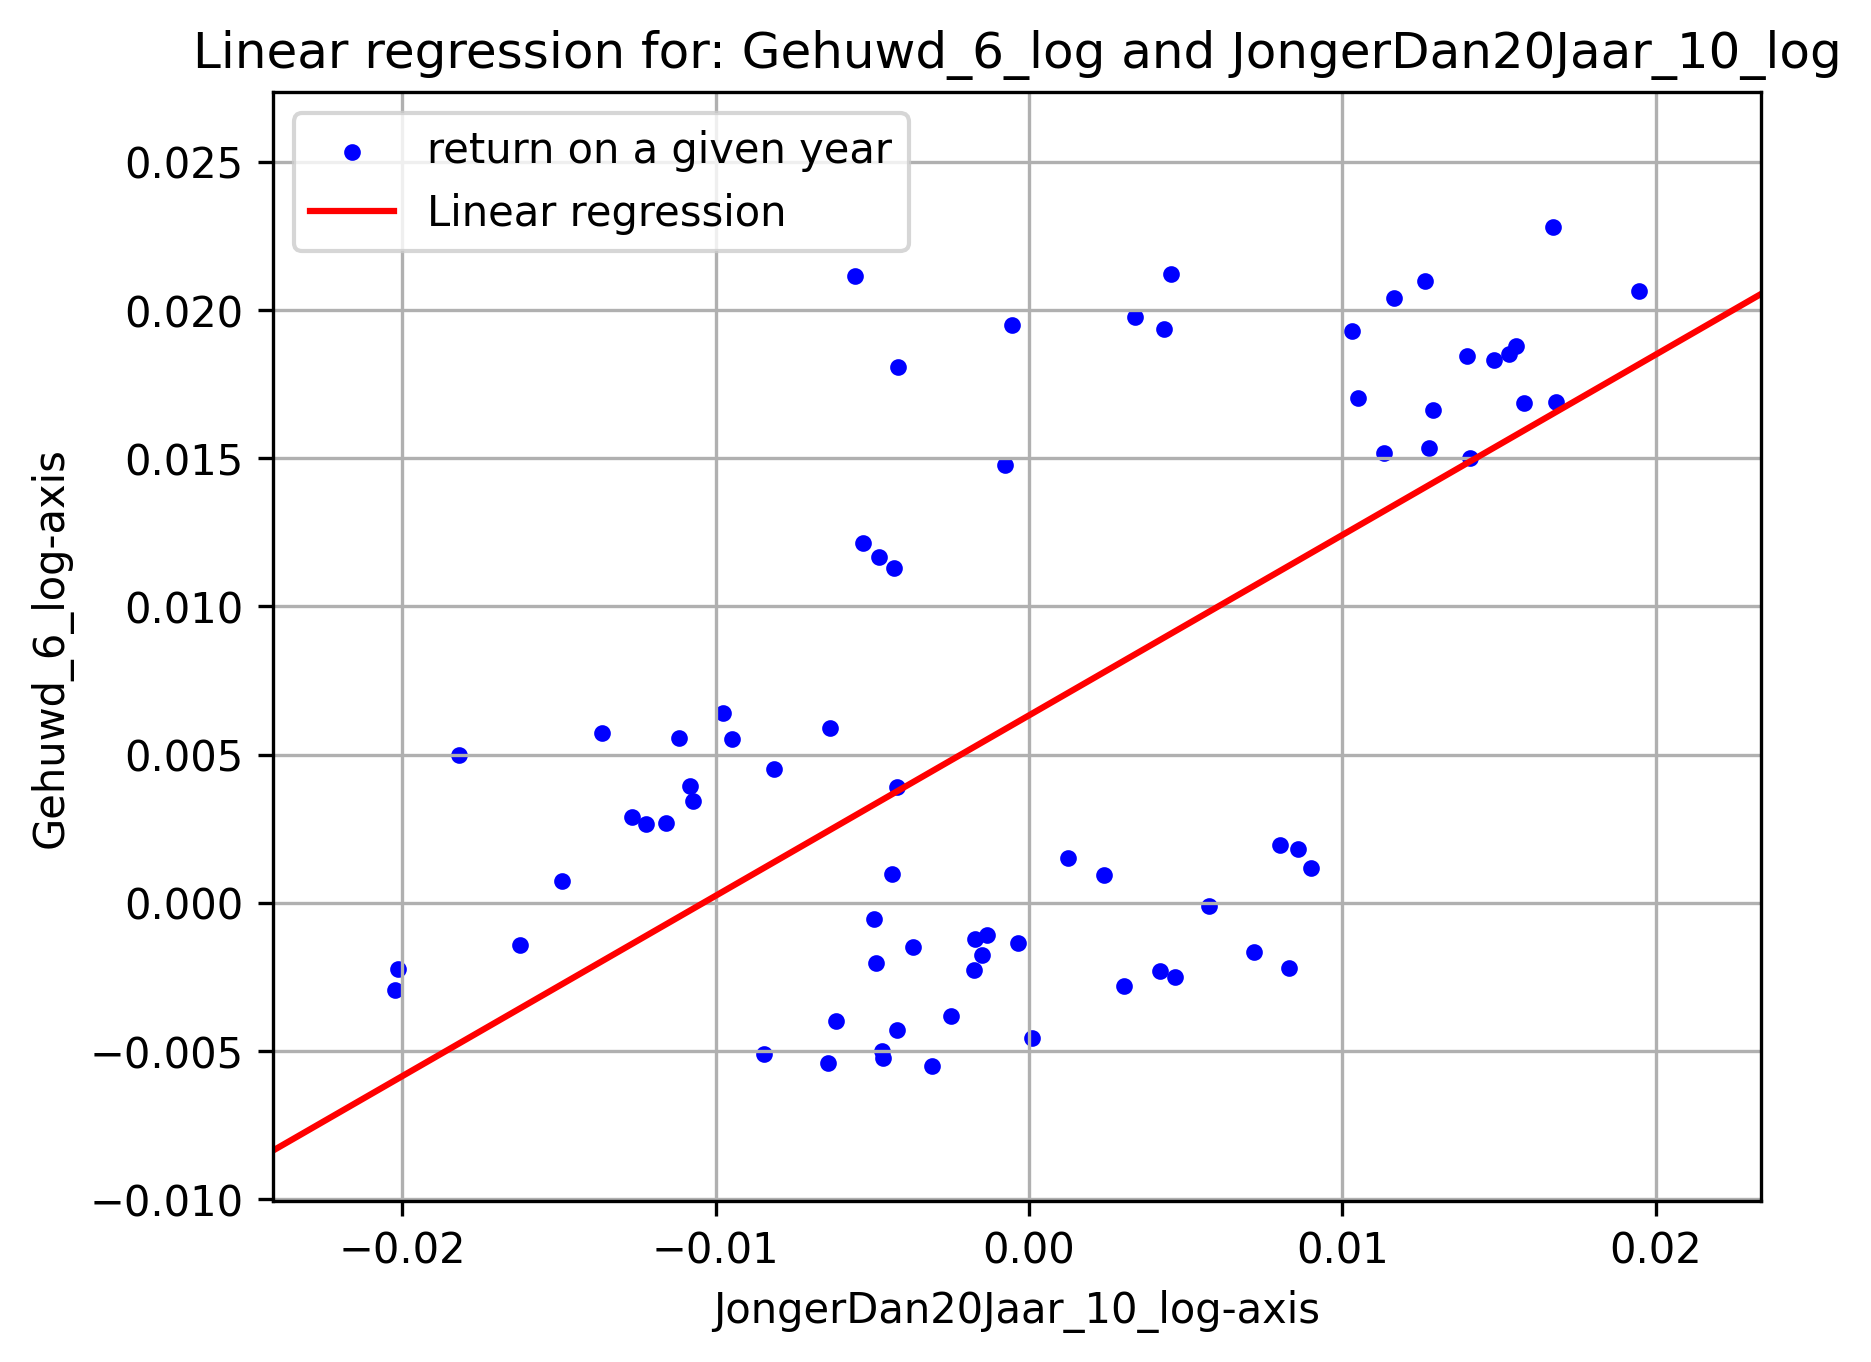 Linear regression for: Gehuwd_6_log and JongerDan20Jaar_10_log
return on a given year
Linear regression
0.025
0.020
0.015
0.010
0.005
0.000
−0.005
−0.010
Gehuwd_6_log-axis
−0.02 −0.01 0.00 0.01 0.02
JongerDan20Jaar_10_log-axis